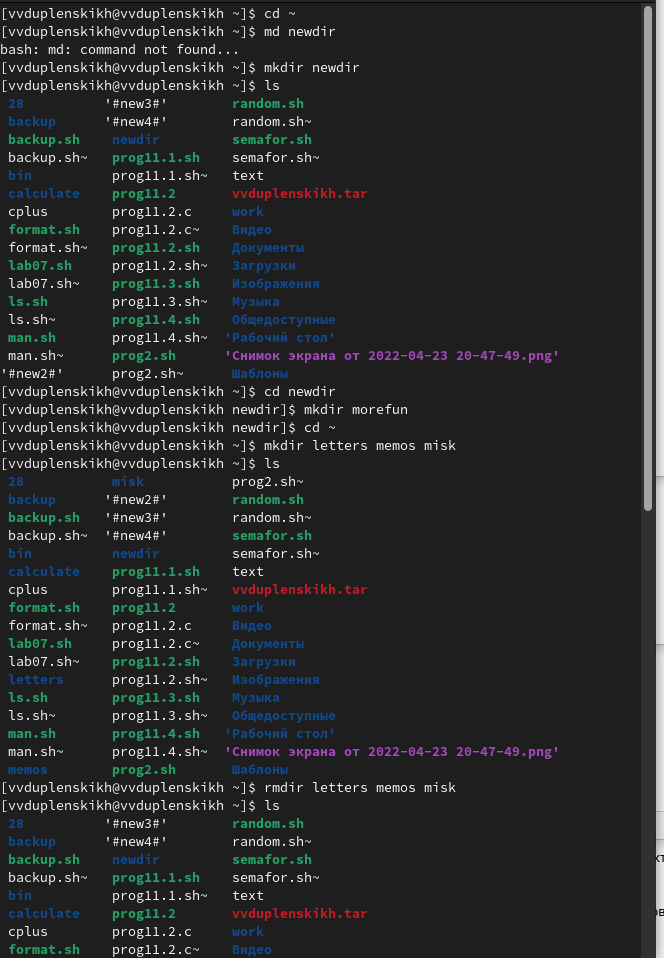 [vvduplenskikh@vvduplenskikh ~]$ cd ~
[vvduplenskikh@vvduplenskikh ~]$ md newdir
bash: md: command not found...
[vvduplenskikh@vvduplenskikh ~]$ mkdir newdir
[vvduplenskikh@vvduplenskikh ~]$ ls
28 '#new3#' random.sh
backup '#new4#' random.sh~
backup.sh newdir semafor.sh
backup.sh~ prog11.1.sh semafor.sh~
bin prog11.1.sh~ text
calculate prog11.2 vvduplenskikh.tar
cplus prog11.2.c work
format.sh prog11.2.c~ Видео
format.sh~ prog11.2.sh Документы
lab07.sh prog11.2.sh~ Загрузки
lab07.sh~ prog11.3.sh Изображения
ls.sh prog11.3.sh~ Музыка
ls.sh~ prog11.4.sh Общедоступные
man.sh prog11.4.sh~ 'Рабочий стол'
man.sh~ prog2.sh 'Снимок экрана от 2022-04-23 20-47-49.png'
'#new2#' prog2.sh~ Шаблоны
[vvduplenskikh@vvduplenskikh ~]$ cd newdir
[vvduplenskikh@vvduplenskikh newdir]$ mkdir morefun
[vvduplenskikh@vvduplenskikh newdir]$ cd ~
[vvduplenskikh@vvduplenskikh ~]$ mkdir letters memos misk
[vvduplenskikh@vvduplenskikh ~]$ ls
28 misk prog2.sh~
backup '#new2#' random.sh
backup.sh '#new3#' random.sh~
backup.sh~ '#new4#' semafor.sh
bin newdir semafor.sh~
calculate prog11.1.sh text
cplus prog11.1.sh~ vvduplenskikh.tar
format.sh prog11.2 work
format.sh~ prog11.2.c Видео
lab07.sh prog11.2.c~ Документы
lab07.sh~ prog11.2.sh Загрузки
letters prog11.2.sh~ Изображения
ls.sh prog11.3.sh Музыка
ls.sh~ prog11.3.sh~ Общедоступные
man.sh prog11.4.sh 'Рабочий стол'
man.sh~ prog11.4.sh~ 'Снимок экрана от 2022-04-23 20-47-49.png'
memos prog2.sh Шаблоны
[vvduplenskikh@vvduplenskikh ~]$ rmdir letters memos misk
[vvduplenskikh@vvduplenskikh ~]$ ls
28 '#new3#' random.sh
backup '#new4#' random.sh~
backup.sh newdir semafor.sh
backup.sh~ prog11.1.sh semafor.sh~
bin prog11.1.sh~ text
calculate prog11.2 vvduplenskikh.tar
cplus prog11.2.c work
format.sh prog11.2.c~ Видео